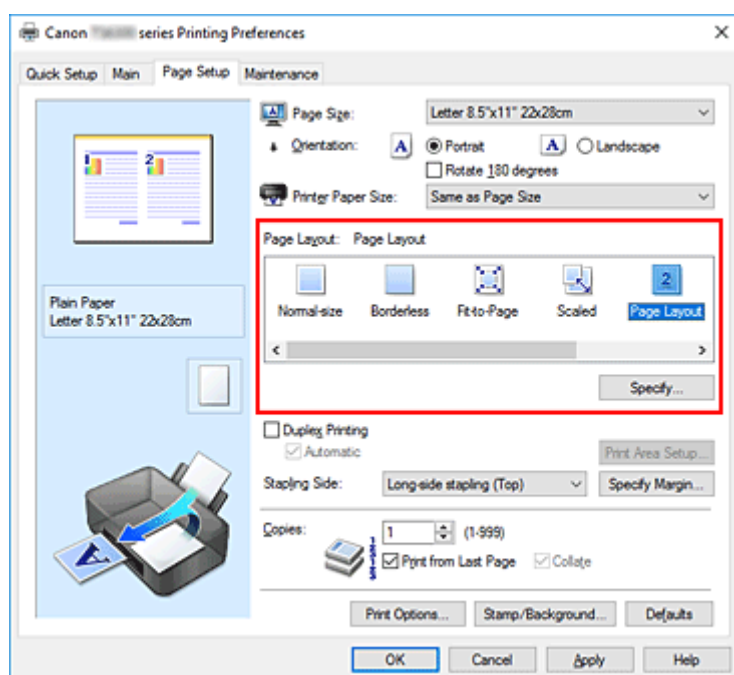 Canon series Printing Preferences
Quick Setup Main Page Setup Maintenance
Page Size: Letter 8.5"x11" 22x28cm
Orientation: A Portrait A Landscape
Rotate 180 degrees
Printer Paper Size: Same as Page Size
1 2
Page Layout: Page Layout
2
Normal-size Borderless Fit-to-Page Scaled Page Layout
Plain Paper
Letter 8.5"x11" 22x28cm
Specify...
Duplex Printing
Automatic
Print Area Setup...
Stapling Side: Long-side stapling (Top) Specify Margin...
Copies: 1 (1-999)
Print from Last Page Collate
A
Print Options... Stamp/Background... Defaults
OK Cancel Apply Help